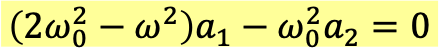 (2ω₀² − ω²)a₁ − ω₀²a₂ = 0